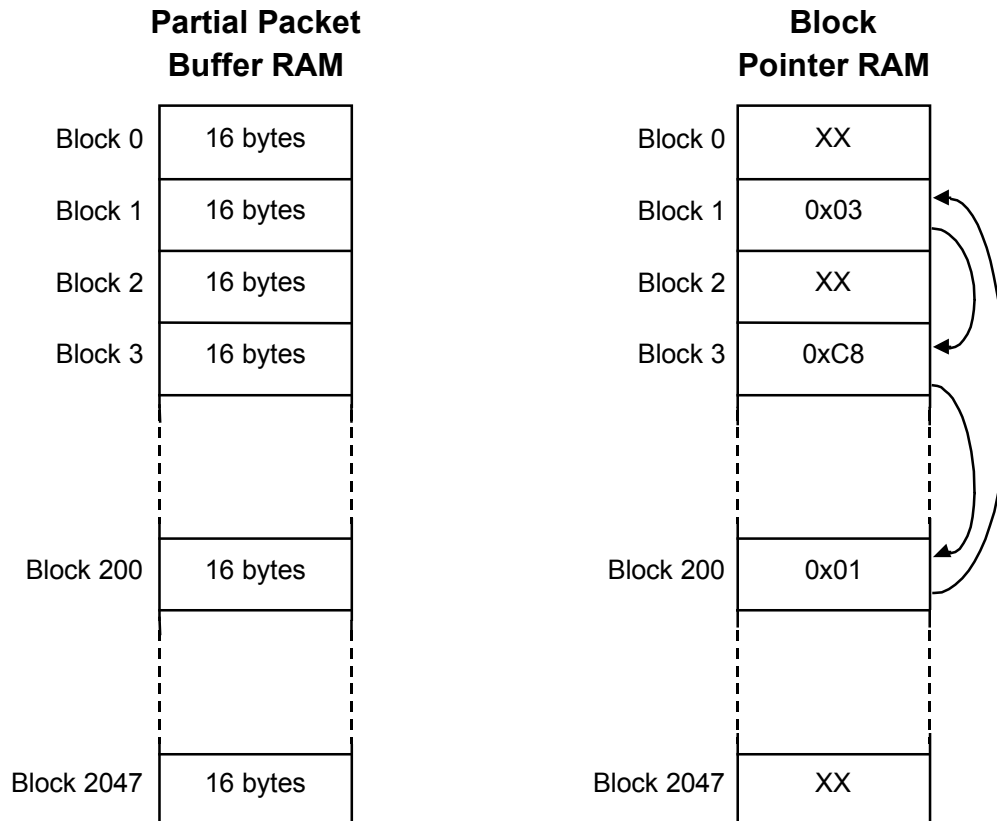 Partial Packet
Buffer RAM
Block 0 16 bytes
Block 1 16 bytes
Block 2 16 bytes
Block 3 16 bytes
Block 200 16 bytes
Block 2047 16 bytes
Block
Pointer RAM
Block 0 XX
Block 1 0x03
Block 2 XX
Block 3 0xC8
Block 200 0x01
Block 2047 XX